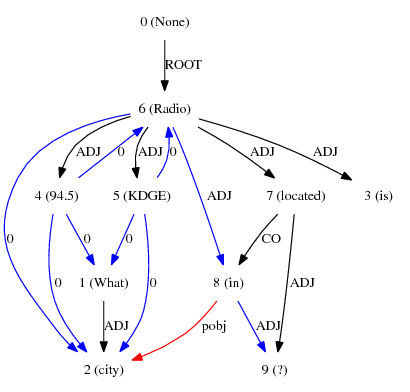 0 (None)
ROOT
6 (Radio)
ADJ 0 ADJ 0 ADJ ADJ
4 (94.5) 5 (KDGE) ADJ 7 (located) 3 (is)
0 0 0 CO
1 (What) 8 (in)
0 0 ADJ
ADJ pobj ADJ
2 (city) 9 (?)